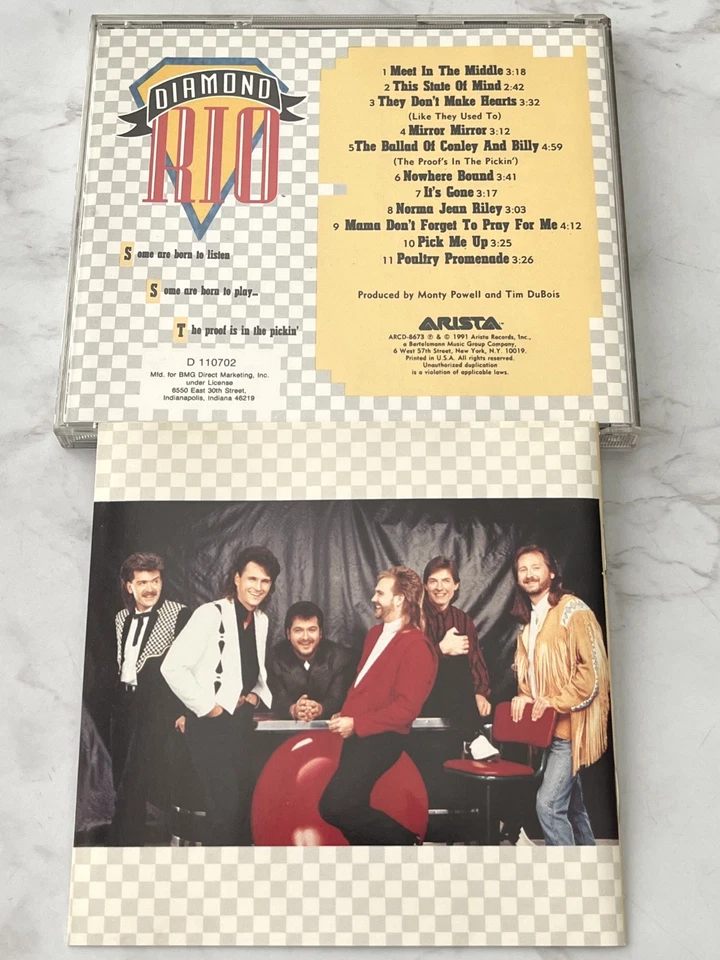 DIAMOND
RIO
Some are born to listen
Some are born to play...
The proof is in the pickin'
D 110702
Mfd. for BMG Direct Marketing, Inc.
under License
6550 East 30th Street,
Indianapolis, Indiana 46219
1 Meet In The Middle 3:18
2 This State Of Mind 2:42
3 They Don't Make Hearts 3:32
(Like They Used To)
4 Mirror Mirror 3:12
5 The Ballad Of Conley And Billy 4:59
(The Proof's In The Pickin')
6 Nowhere Bound 3:41
7 It's Gone 3:17
8 Norma Jean Riley 3:03
9 Mama Don't Forget To Pray For Me 4:12
10 Pick Me Up 3:25
11 Poultry Promenade 3:26
Produced by Monty Powell and Tim DuBois
ARISTA
ARCD-8673 ℗ & © 1991 Arista Records, Inc.,
a Bertelsmann Music Group Company,
6 West 57th Street, New York, N.Y. 10019.
Printed in U.S.A. All rights reserved.
Unauthorized duplication
is a violation of applicable laws.